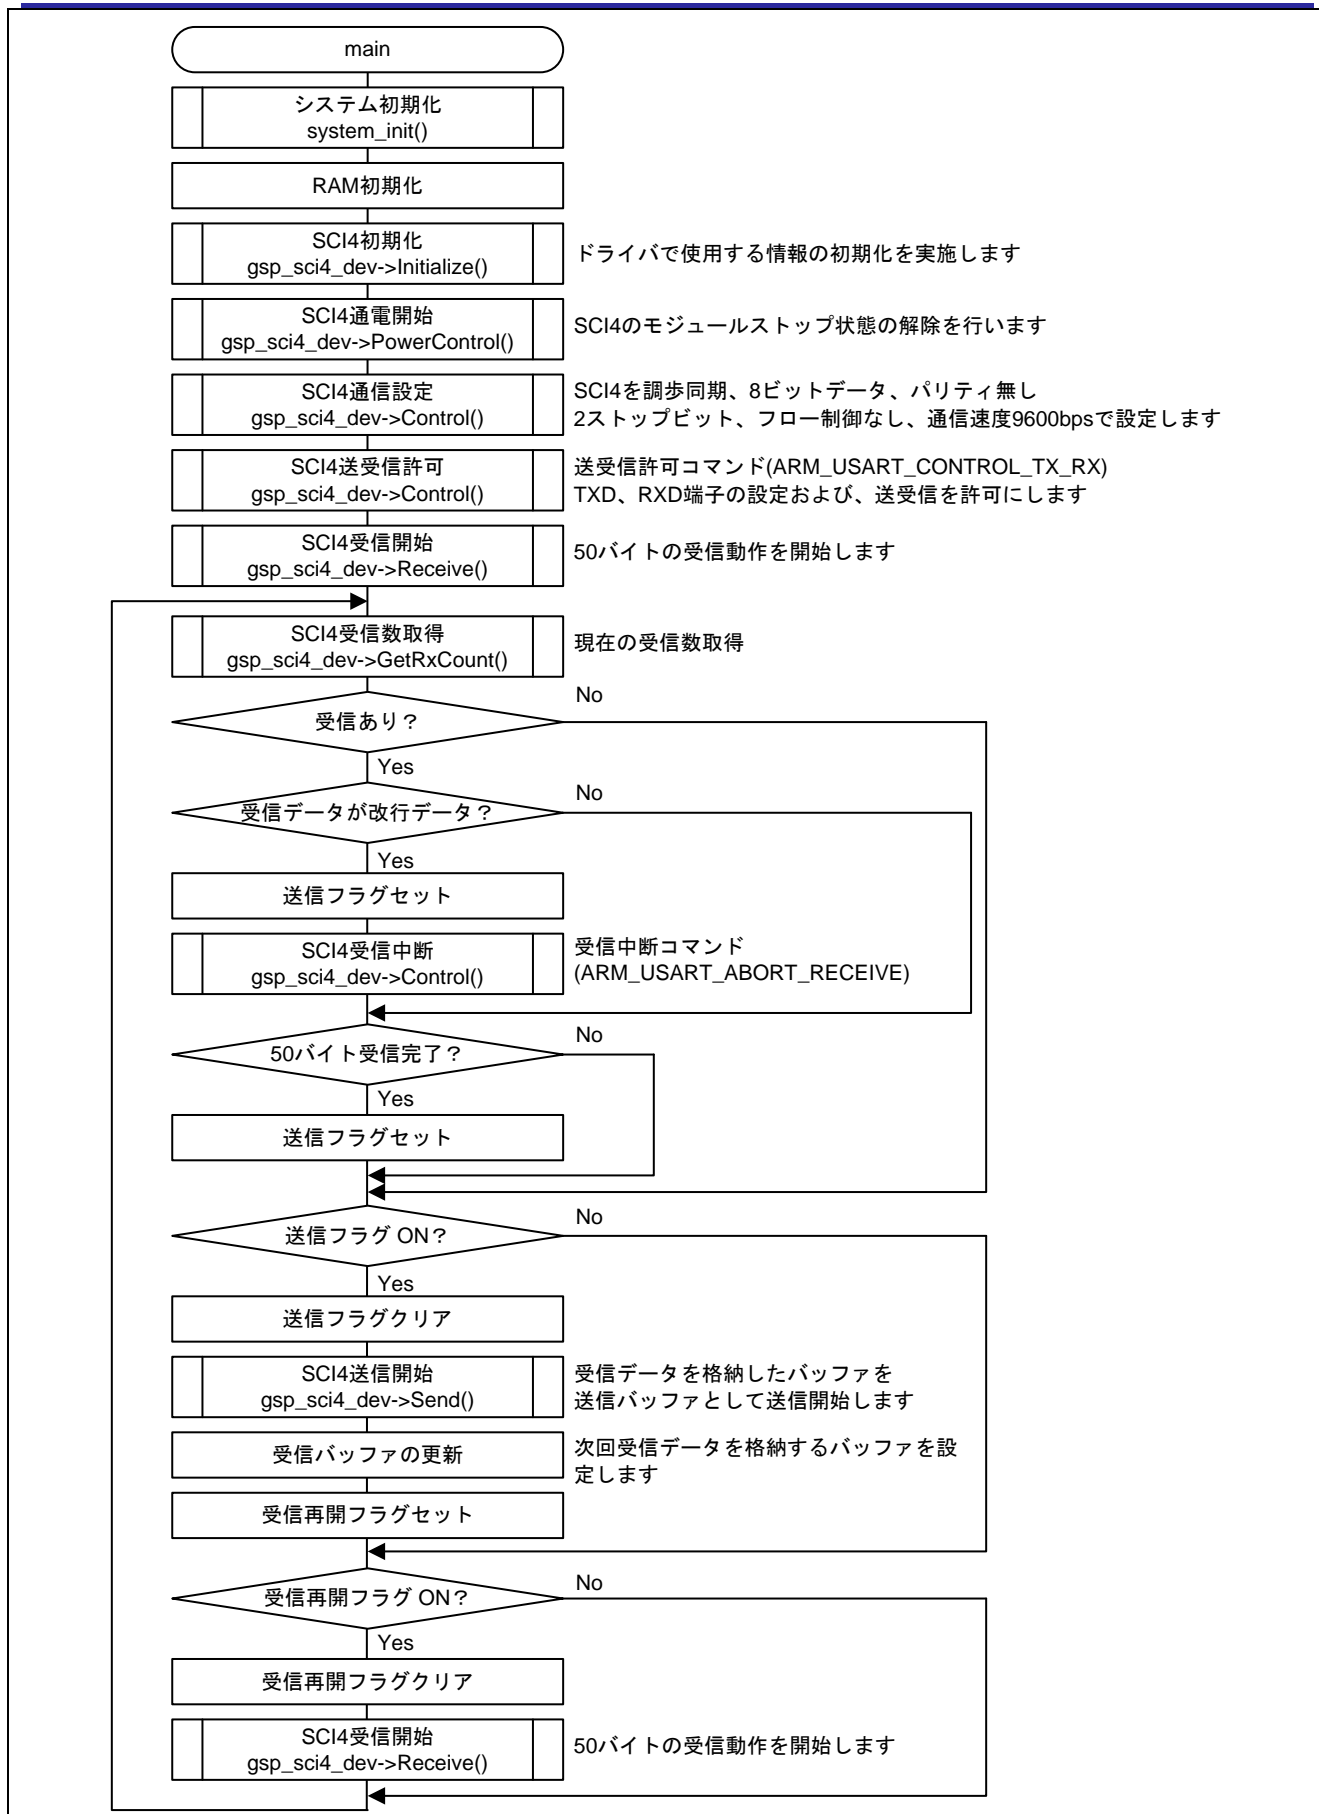 main
システム初期化
system_init()
RAM初期化
SCI4初期化
gsp_sci4_dev->Initialize()
ドライバで使用する情報の初期化を実施します
SCI4通電開始
gsp_sci4_dev->PowerControl()
SCI4のモジュールストップ状態の解除を行います
SCI4通信設定
gsp_sci4_dev->Control()
SCI4を調歩同期、8ビットデータ、パリティ無し
2ストップビット、フロー制御なし、通信速度9600bpsで設定します
SCI4送受信許可
gsp_sci4_dev->Control()
送受信許可コマンド(ARM_USART_CONTROL_TX_RX)
TXD、RXD端子の設定および、送受信を許可にします
SCI4受信開始
gsp_sci4_dev->Receive()
50バイトの受信動作を開始します
SCI4受信数取得
gsp_sci4_dev->GetRxCount()
現在の受信数取得
受信あり？
No
Yes
受信データが改行データ？
No
Yes
送信フラグセット
SCI4受信中断
gsp_sci4_dev->Control()
受信中断コマンド
(ARM_USART_ABORT_RECEIVE)
50バイト受信完了？
No
Yes
送信フラグセット
送信フラグ ON？
No
Yes
送信フラグクリア
SCI4送信開始
gsp_sci4_dev->Send()
受信データを格納したバッファを
送信バッファとして送信開始します
受信バッファの更新
次回受信データを格納するバッファを設
定します
受信再開フラグセット
受信再開フラグ ON？
No
Yes
受信再開フラグクリア
SCI4受信開始
gsp_sci4_dev->Receive()
50バイトの受信動作を開始します